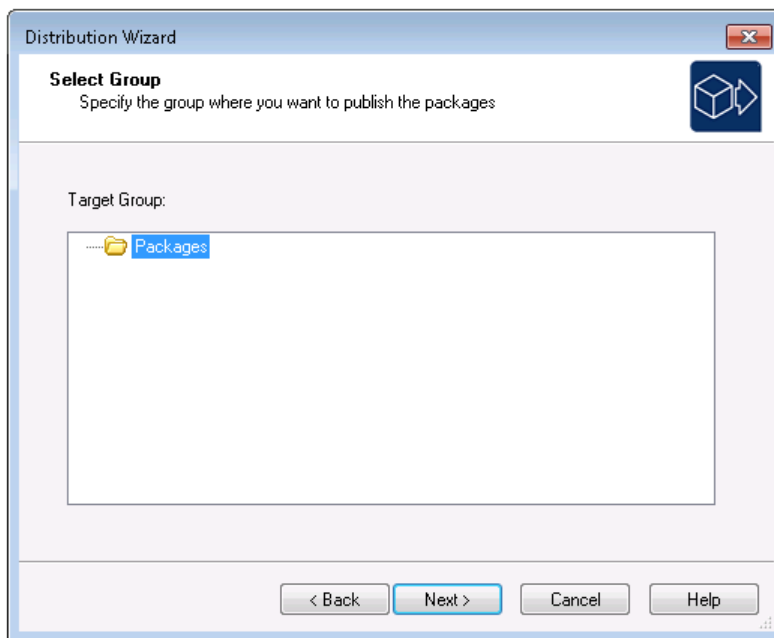 Distribution Wizard
Select Group
Specify the group where you want to publish the packages
Target Group:
Packages
< Back Next > Cancel Help